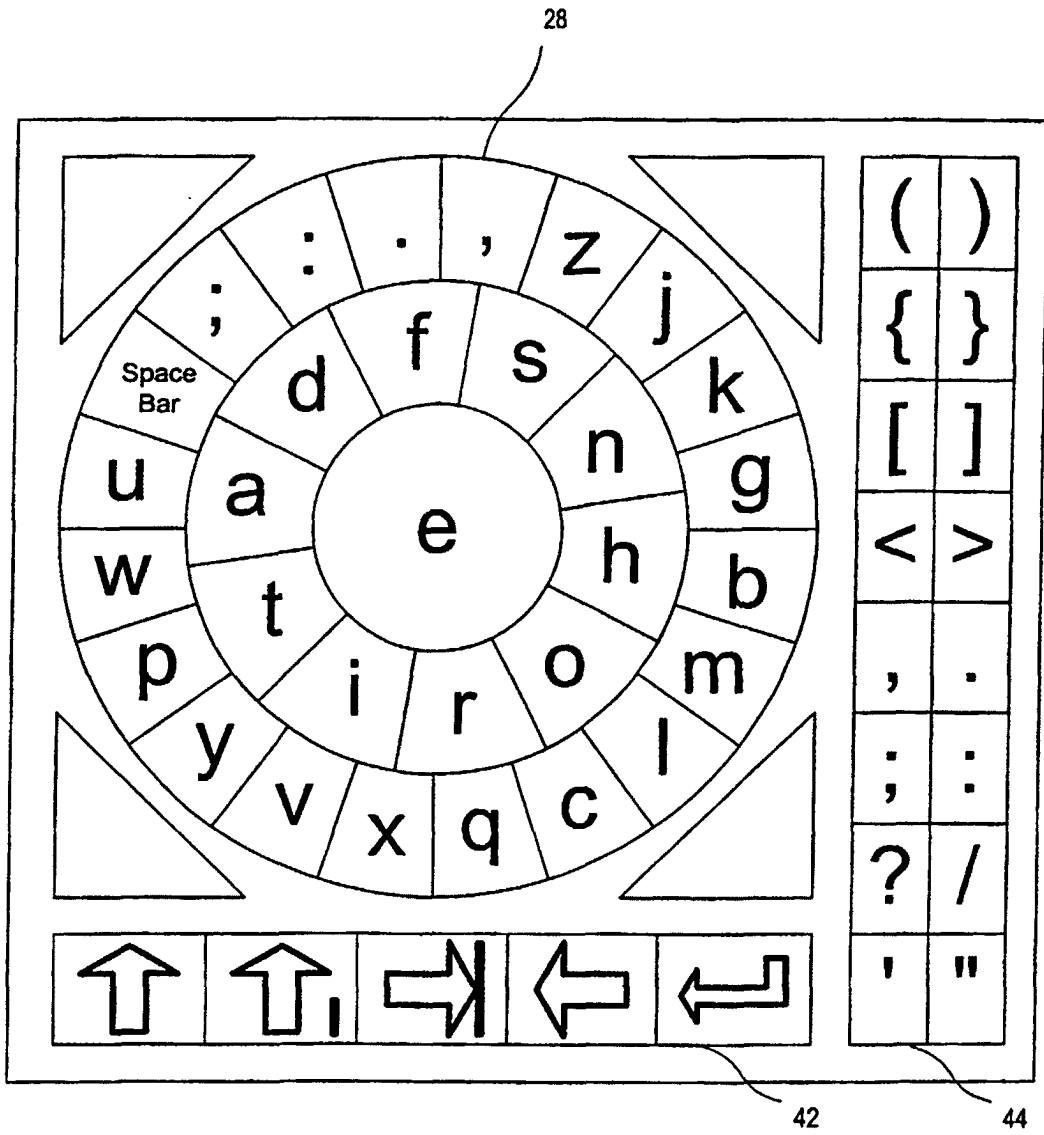 28
; : . , z j k g b m l c q x v y p w u Space
Bar
d f s n h o r i t a
e
( )
{ }
[ ]
< >
, .
; :
? /
' "
42
44